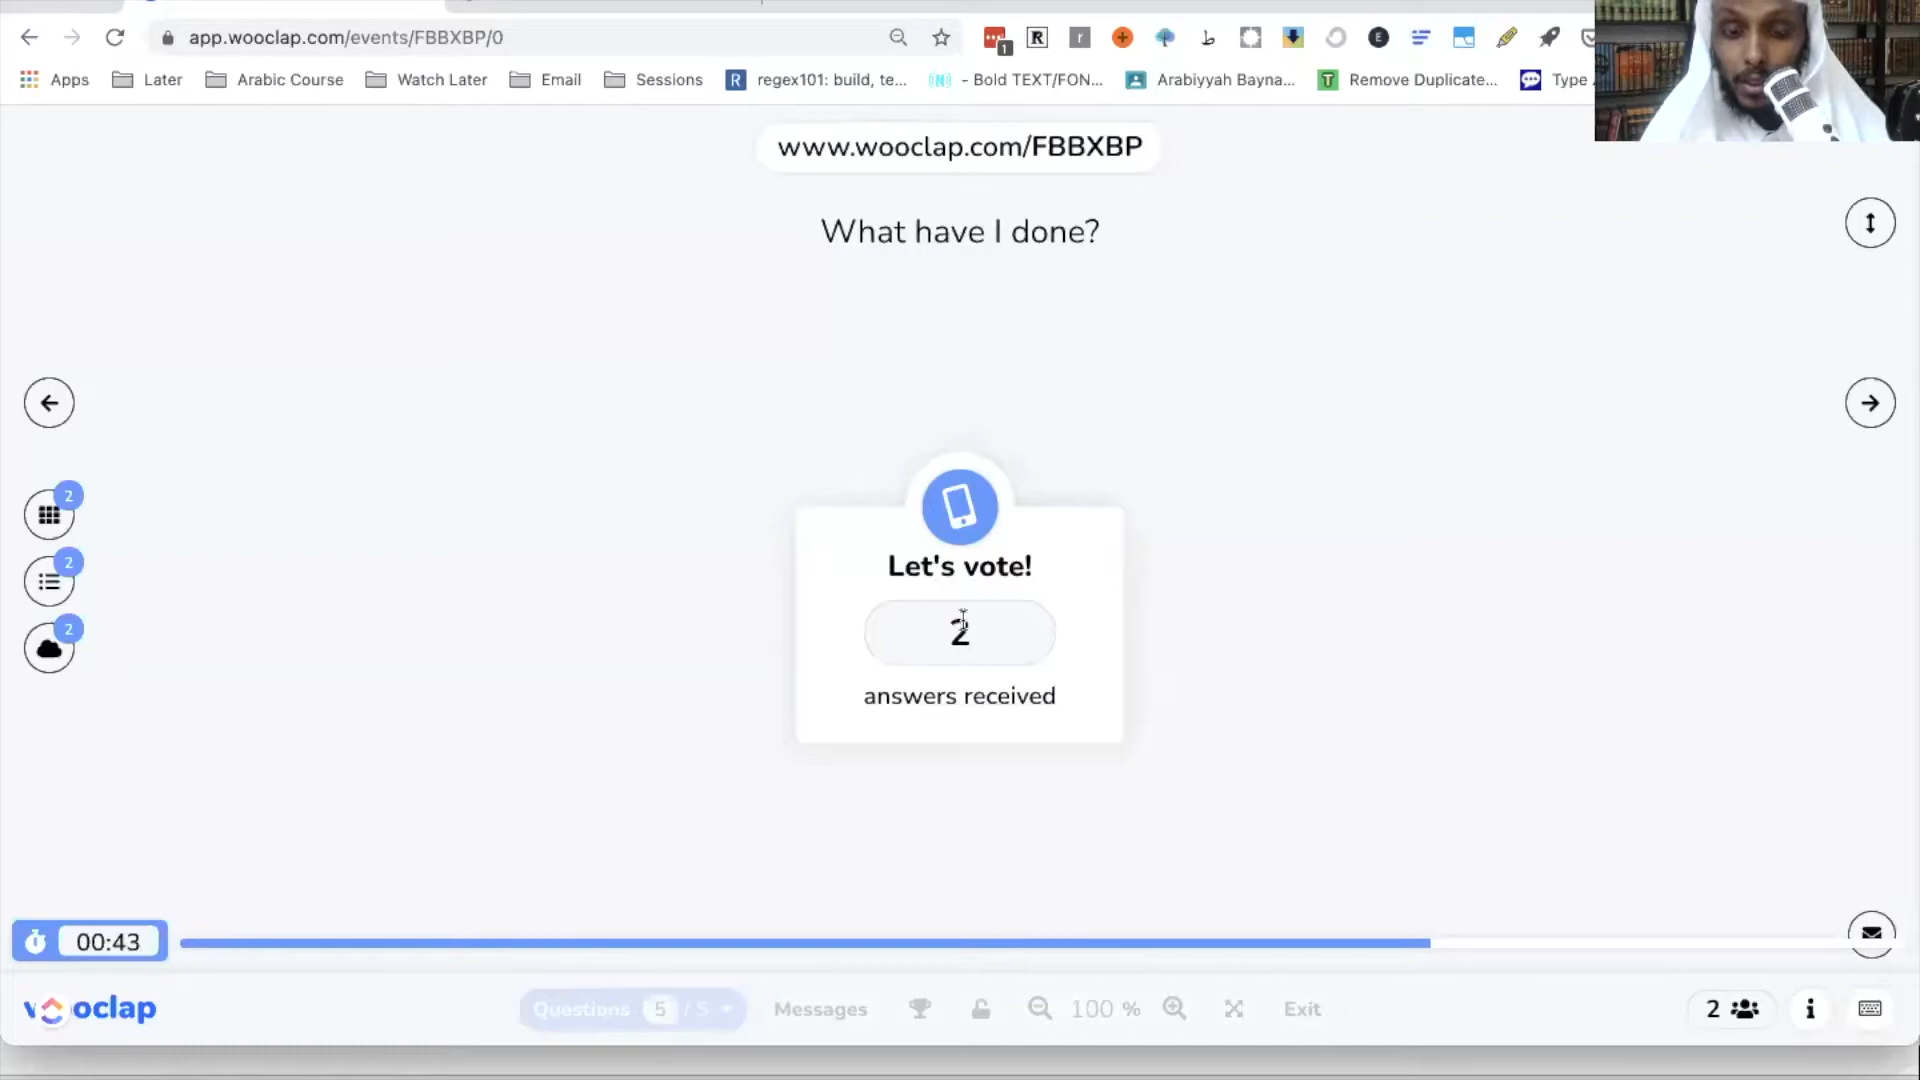 app.wooclap.com/events/FBBXBP/0
1
R
r
ط
E
Apps
Later
Arabic Course
Watch Later
Email
Sessions
R
regex101: build, te...
(N)
- Bold TEXT/FON...
Arabiyyah Bayna...
T
Remove Duplicate...
Type
www.wooclap.com/FBBXBP
What have I done?
2
2
2
Let's vote!
2
answers received
00:43
wooclap
Questions 5 / 5
Messages
100 %
Exit
2
i